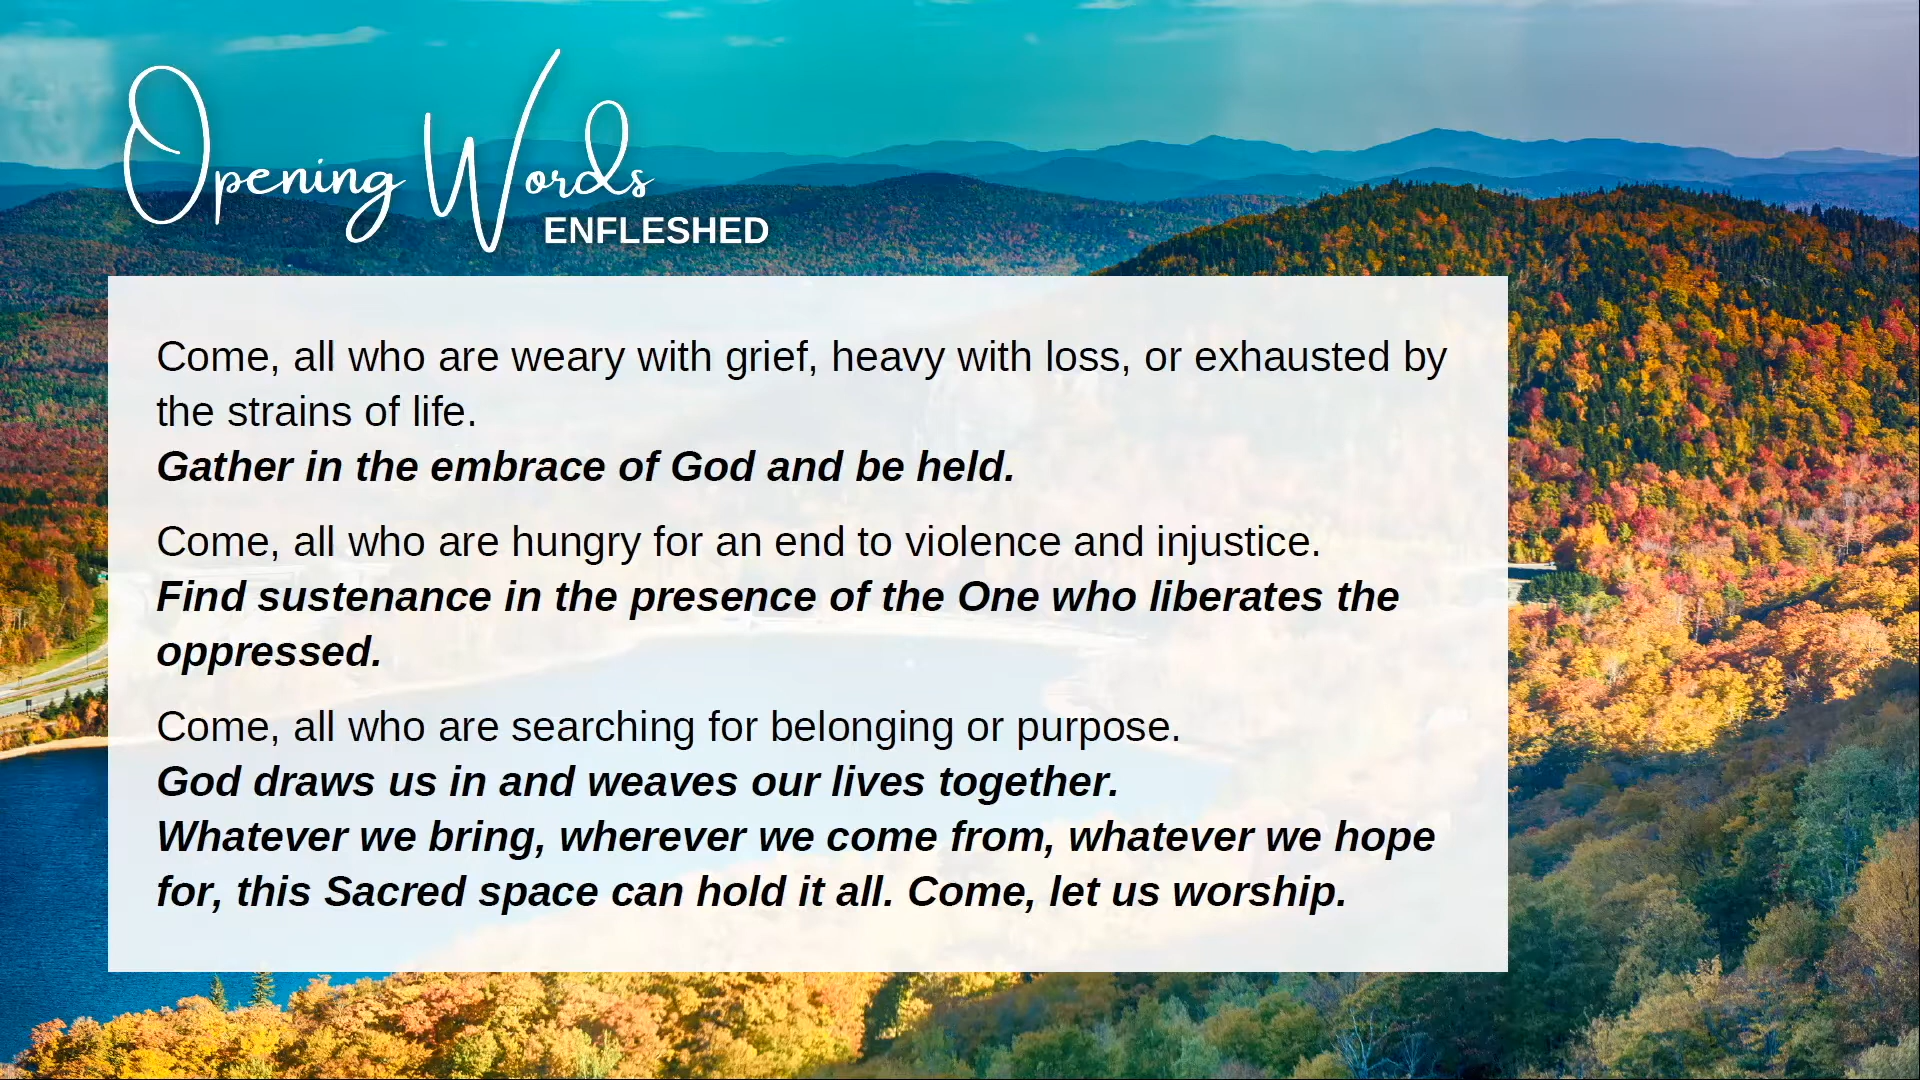 Opening Words
ENFLESHED
Come, all who are weary with grief, heavy with loss, or exhausted by
the strains of life.
Gather in the embrace of God and be held.
Come, all who are hungry for an end to violence and injustice.
Find sustenance in the presence of the One who liberates the
oppressed.
Come, all who are searching for belonging or purpose.
God draws us in and weaves our lives together.
Whatever we bring, wherever we come from, whatever we hope
for, this Sacred space can hold it all. Come, let us worship.